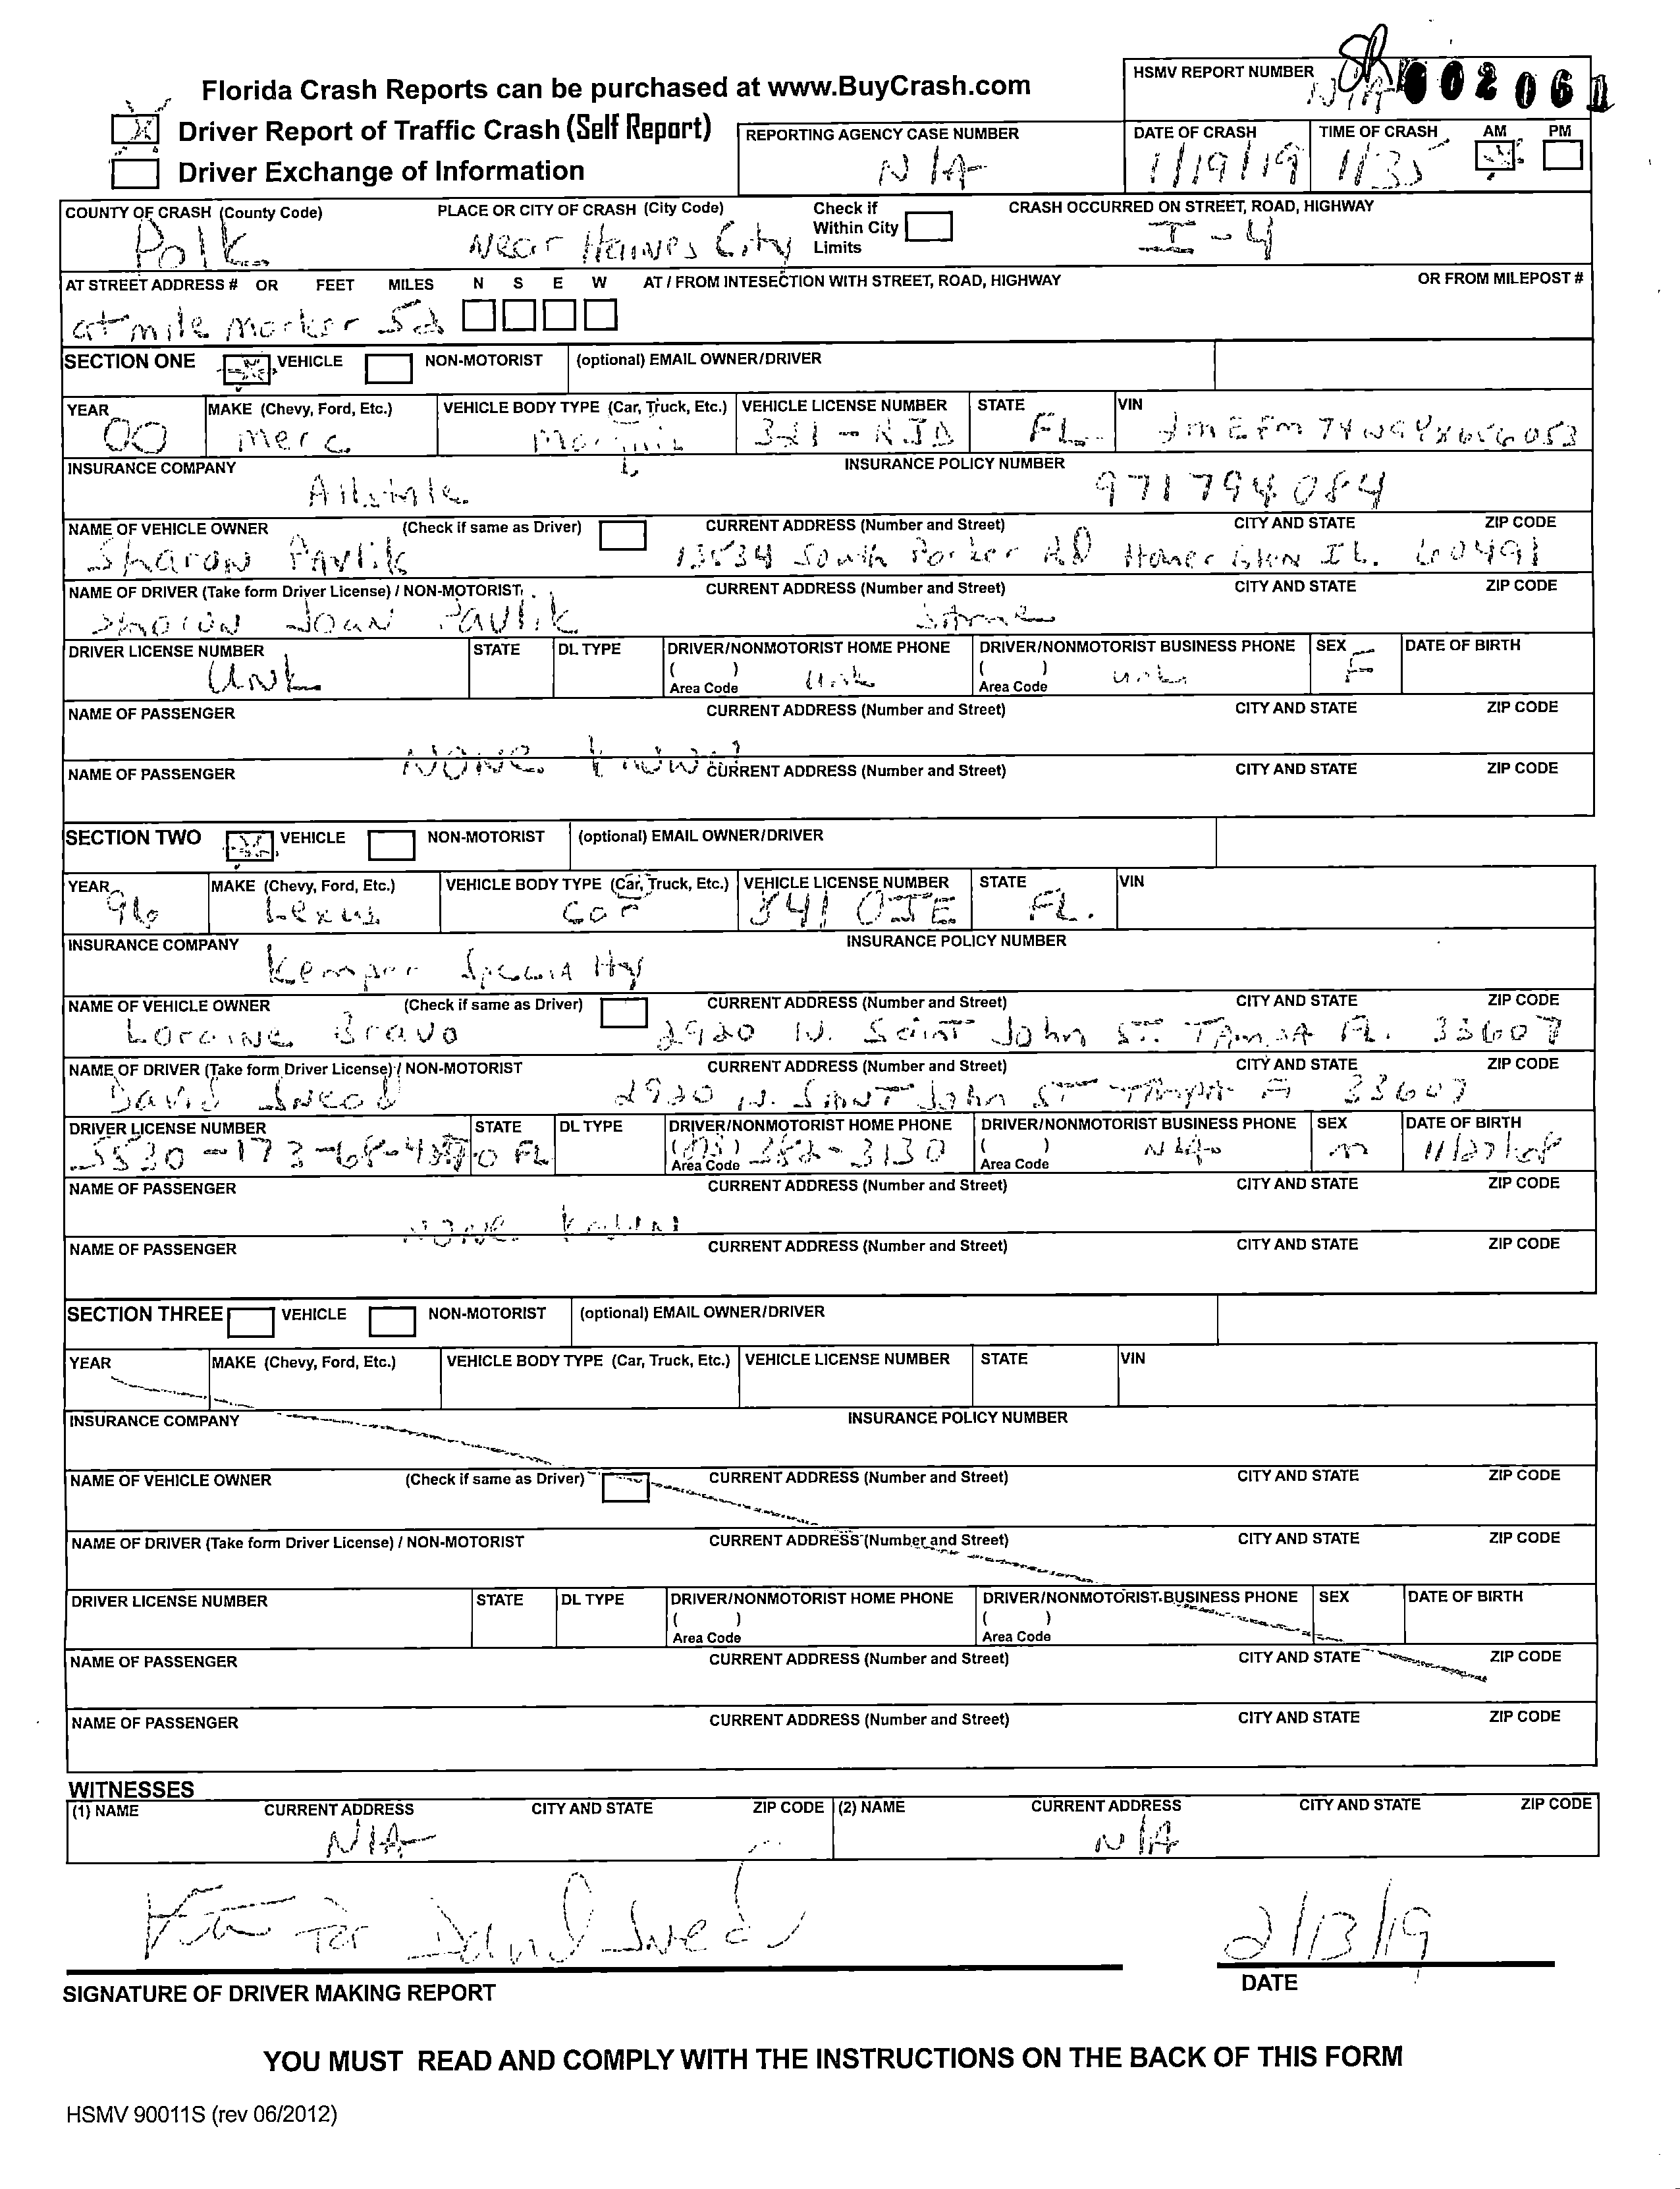 Florida Crash Reports can be purchased at www.BuyCrash.com
HSMV REPORT NUMBER
N/A
Driver Report of Traffic Crash (Self Report)
Driver Exchange of Information
REPORTING AGENCY CASE NUMBER
N/A
DATE OF CRASH
1/19/19
TIME OF CRASH
1135
AM
PM
COUNTY OF CRASH (County Code)
Polk
PLACE OR CITY OF CRASH (City Code)
Near Haines City
Check if
Within City
Limits
CRASH OCCURRED ON STREET, ROAD, HIGHWAY
I-4
AT STREET ADDRESS # OR FEET MILES N S E W AT / FROM INTESECTION WITH STREET, ROAD, HIGHWAY OR FROM MILEPOST #
at mile marker 52
SECTION ONE VEHICLE NON-MOTORIST (optional) EMAIL OWNER/DRIVER
YEAR MAKE (Chevy, Ford, Etc.) VEHICLE BODY TYPE (Car, Truck, Etc.) VEHICLE LICENSE NUMBER STATE VIN
00 Merc FL
INSURANCE COMPANY INSURANCE POLICY NUMBER
Allstate 971794084
NAME OF VEHICLE OWNER (Check if same as Driver) CURRENT ADDRESS (Number and Street) CITY AND STATE ZIP CODE
Sharon Pavlik 13534 South Parker RD Homer Glen IL. 60491
NAME OF DRIVER (Take form Driver License) / NON-MOTORIST CURRENT ADDRESS (Number and Street) CITY AND STATE ZIP CODE
Sharon Joan Pavlik Same
DRIVER LICENSE NUMBER STATE DL TYPE DRIVER/NONMOTORIST HOME PHONE DRIVER/NONMOTORIST BUSINESS PHONE SEX DATE OF BIRTH
UNK ( ) Unk ( ) unk F
Area Code Area Code
NAME OF PASSENGER CURRENT ADDRESS (Number and Street) CITY AND STATE ZIP CODE
NONE Known
NAME OF PASSENGER CURRENT ADDRESS (Number and Street) CITY AND STATE ZIP CODE
SECTION TWO VEHICLE NON-MOTORIST (optional) EMAIL OWNER/DRIVER
YEAR MAKE (Chevy, Ford, Etc.) VEHICLE BODY TYPE (Car, Truck, Etc.) VEHICLE LICENSE NUMBER STATE VIN
96 Lexus Car FL.
INSURANCE COMPANY INSURANCE POLICY NUMBER
Kemper Specialty
NAME OF VEHICLE OWNER (Check if same as Driver) CURRENT ADDRESS (Number and Street) CITY AND STATE ZIP CODE
Loraine Bravo 2920 N. Saint John ST. TAMPA FL. 33607
NAME OF DRIVER (Take form Driver License) / NON-MOTORIST CURRENT ADDRESS (Number and Street) CITY AND STATE ZIP CODE
David Sneed 2920 N. SAINT John ST TAMPA Fl 33607
DRIVER LICENSE NUMBER STATE DL TYPE DRIVER/NONMOTORIST HOME PHONE DRIVER/NONMOTORIST BUSINESS PHONE SEX DATE OF BIRTH
FL 382-3130 ( ) N/A M 11/27/68
Area Code Area Code
NAME OF PASSENGER CURRENT ADDRESS (Number and Street) CITY AND STATE ZIP CODE
NONE Known
NAME OF PASSENGER CURRENT ADDRESS (Number and Street) CITY AND STATE ZIP CODE
SECTION THREE VEHICLE NON-MOTORIST (optional) EMAIL OWNER/DRIVER
YEAR MAKE (Chevy, Ford, Etc.) VEHICLE BODY TYPE (Car, Truck, Etc.) VEHICLE LICENSE NUMBER STATE VIN
INSURANCE COMPANY INSURANCE POLICY NUMBER
NAME OF VEHICLE OWNER (Check if same as Driver) CURRENT ADDRESS (Number and Street) CITY AND STATE ZIP CODE
NAME OF DRIVER (Take form Driver License) / NON-MOTORIST CURRENT ADDRESS (Number and Street) CITY AND STATE ZIP CODE
DRIVER LICENSE NUMBER STATE DL TYPE DRIVER/NONMOTORIST HOME PHONE DRIVER/NONMOTORIST BUSINESS PHONE SEX DATE OF BIRTH
( ) ( )
Area Code Area Code
NAME OF PASSENGER CURRENT ADDRESS (Number and Street) CITY AND STATE ZIP CODE
NAME OF PASSENGER CURRENT ADDRESS (Number and Street) CITY AND STATE ZIP CODE
WITNESSES
(1) NAME CURRENT ADDRESS CITY AND STATE ZIP CODE (2) NAME CURRENT ADDRESS CITY AND STATE ZIP CODE
N/A N/A
For David Sneed 2/13/19
SIGNATURE OF DRIVER MAKING REPORT DATE
YOU MUST READ AND COMPLY WITH THE INSTRUCTIONS ON THE BACK OF THIS FORM
HSMV 90011S (rev 06/2012)